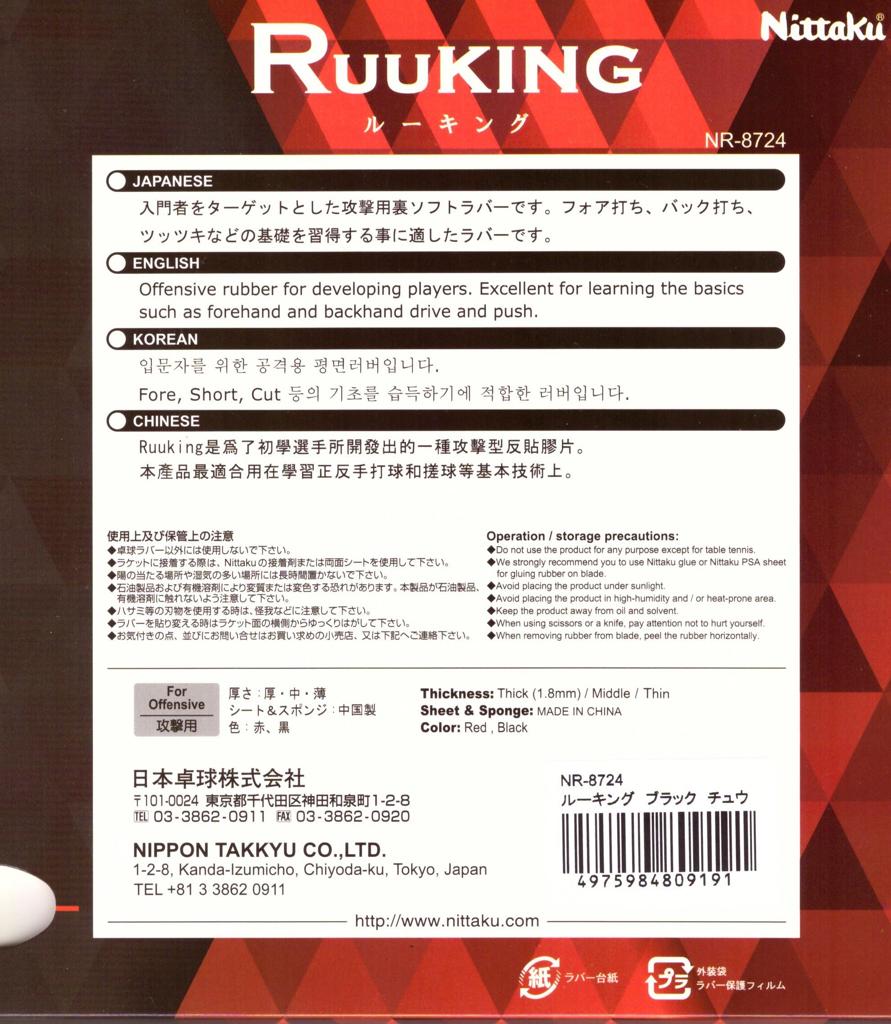 Nittaku®
RUUKING
ルーキング
NR-8724
JAPANESE
入門者をターゲットとした攻撃用裏ソフトラバーです。フォア打ち、バック打ち、
ツッツキなどの基礎を習得する事に適したラバーです。
ENGLISH
Offensive rubber for developing players. Excellent for learning the basics
such as forehand and backhand drive and push.
KOREAN
입문자를 위한 공격용 평면러버입니다.
Fore, Short, Cut 등의 기초를 습득하기에 적합한 러버입니다.
CHINESE
Ruuking是爲了初學選手所開發出的一種攻擊型反貼膠片。
本産品最適合用在學習正反手打球和搓球等基本技術上。
使用上及び保管上の注意
◆卓球ラバー以外には使用しないで下さい。
◆ラケットに接着する際は、Nittakuの接着剤または両面シートを使用して下さい。
◆陽の当たる場所や湿気の多い場所には長時間置かないで下さい。
◆石油製品および有機溶剤により変質または変色する恐れがあります。本製品が石油製品、
有機溶剤に触れないよう注意して下さい。
◆ハサミ等の刃物を使用する時は、怪我などに注意して下さい。
◆ラバーを貼り変える時はラケット面の横側からゆっくりはがして下さい。
◆お気付きの点、並びにお問い合せはお買い求めの小売店、又は下記へご連絡下さい。
Operation / storage precautions:
◆Do not use the product for any purpose except for table tennis.
◆We strongly recommend you to use Nittaku glue or Nittaku PSA sheet
for gluing rubber on blade.
◆Avoid placing the product under sunlight.
◆Avoid placing the product in high-humidity and / or heat-prone area.
◆Keep the product away from oil and solvent.
◆When using scissors or a knife, pay attention not to hurt yourself.
◆When removing rubber from blade, peel the rubber horizontally.
For
Offensive
攻撃用
厚さ:厚・中・薄
シート＆スポンジ:中国製
色:赤、黒
Thickness: Thick (1.8mm) / Middle / Thin
Sheet & Sponge: MADE IN CHINA
Color: Red , Black
日本卓球株式会社
〒101-0024 東京都千代田区神田和泉町1-2-8
TEL 03-3862-0911 FAX 03-3862-0920
NIPPON TAKKYU CO.,LTD.
1-2-8, Kanda-Izumicho, Chiyoda-ku, Tokyo, Japan
TEL +81 3 3862 0911
NR-8724
ルーキング ブラック チュウ
4975984809191
http://www.nittaku.com
紙 ラバー台紙
プラ 外装袋
ラバー保護フィルム